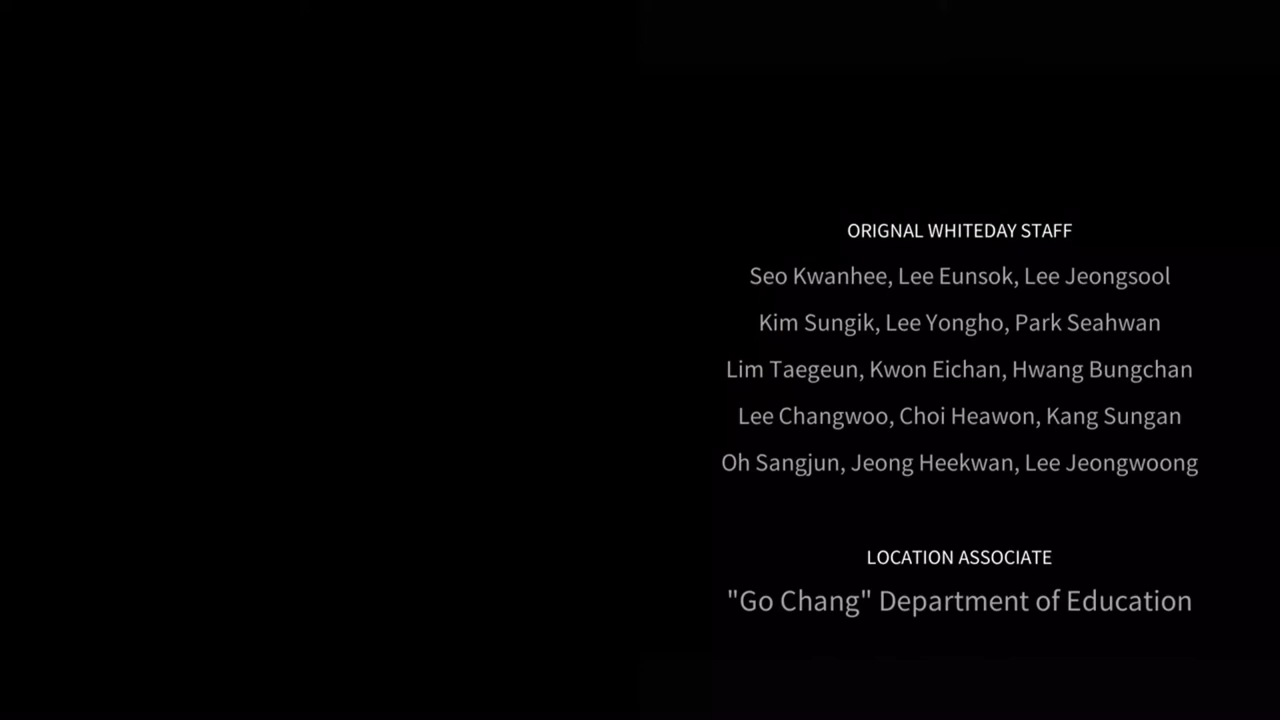 ORIGNAL WHITEDAY STAFF
Seo Kwanhee, Lee Eunsok, Lee Jeongsool
Kim Sungik, Lee Yongho, Park Seahwan
Lim Taegeun, Kwon Eichan, Hwang Bungchan
Lee Changwoo, Choi Heawon, Kang Sungan
Oh Sangjun, Jeong Heekwan, Lee Jeongwoong
LOCATION ASSOCIATE
"Go Chang" Department of Education